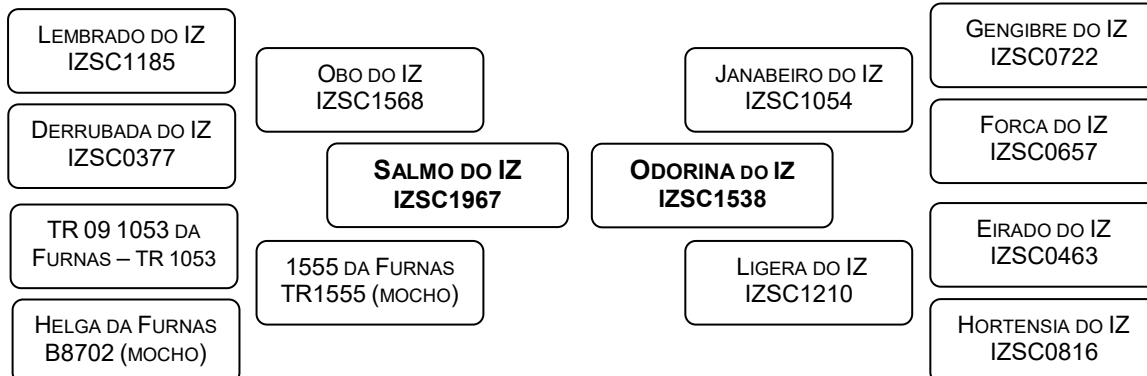 LEMBRADO DO IZ
IZSC1185
DERRUBADA DO IZ
IZSC0377
TR 09 1053 DA
FURNAS – TR 1053
HELGA DA FURNAS
B8702 (MOCHO)
OBO DO IZ
IZSC1568
1555 DA FURNAS
TR1555 (MOCHO)
SALMO DO IZ
IZSC1967
ODORINA DO IZ
IZSC1538
JANABEIRO DO IZ
IZSC1054
LIGERA DO IZ
IZSC1210
GENGIBRE DO IZ
IZSC0722
FORCA DO IZ
IZSC0657
EIRADO DO IZ
IZSC0463
HORTENSIA DO IZ
IZSC0816